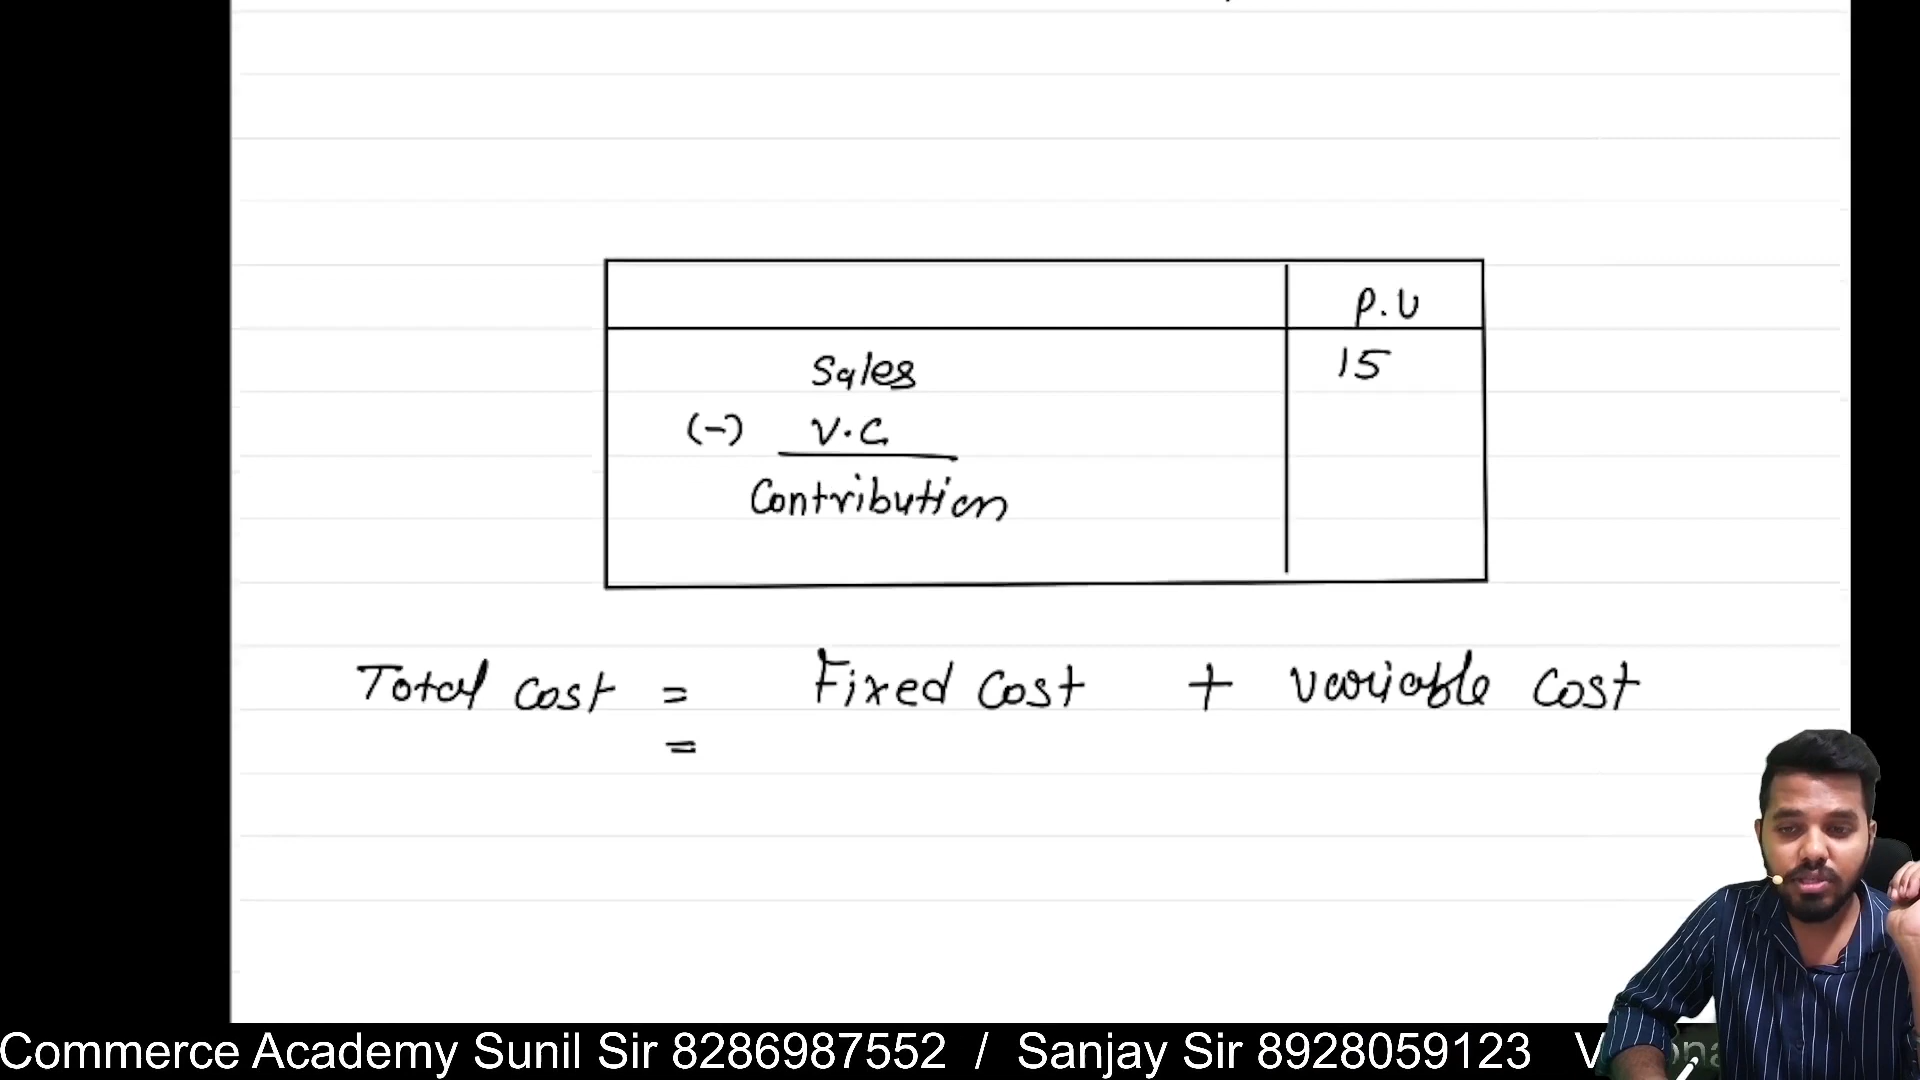 P.U
Sales 15
(-) V.C
Contribution
Total cost = Fixed cost + variable cost
=
Commerce Academy Sunil Sir 8286987552 / Sanjay Sir 8928059123